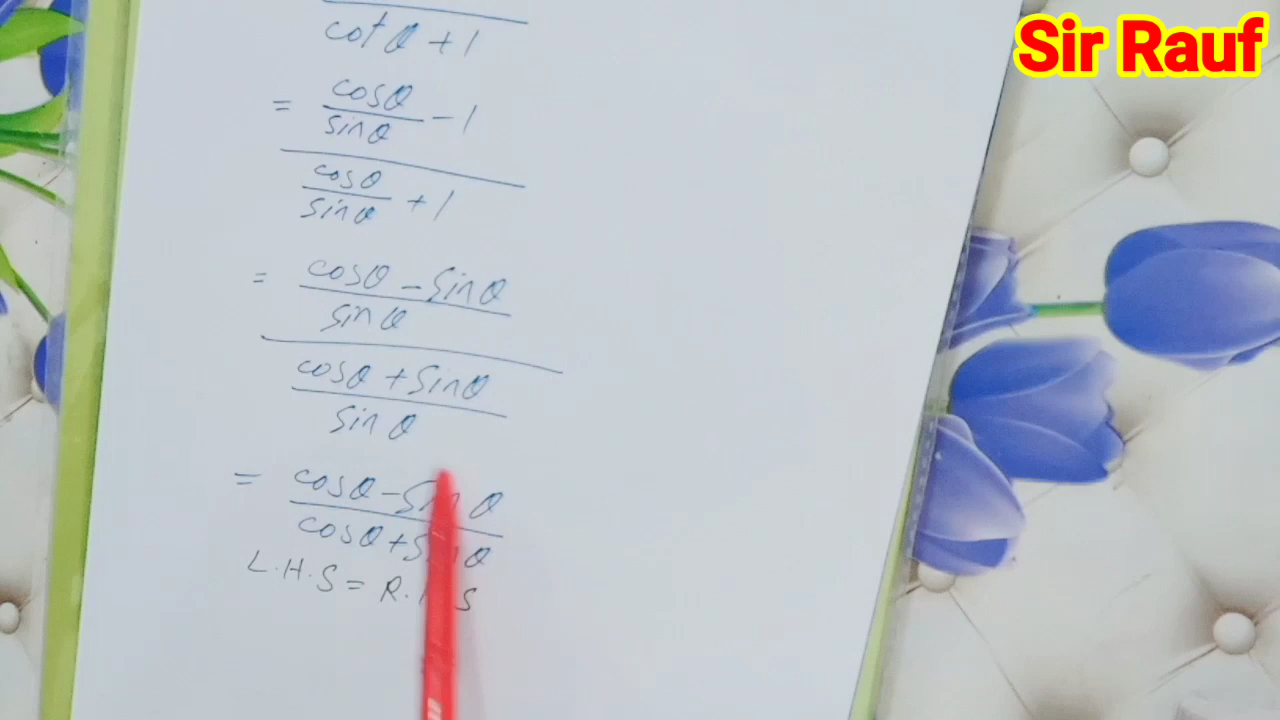 Sir Rauf
cotθ + 1
= cosθ
sinθ - 1
cosθ
sinθ + 1
= cosθ - sinθ
sinθ
cosθ + sinθ
sinθ
= cosθ - sinθ
cosθ + sinθ
L.H.S = R.H.S